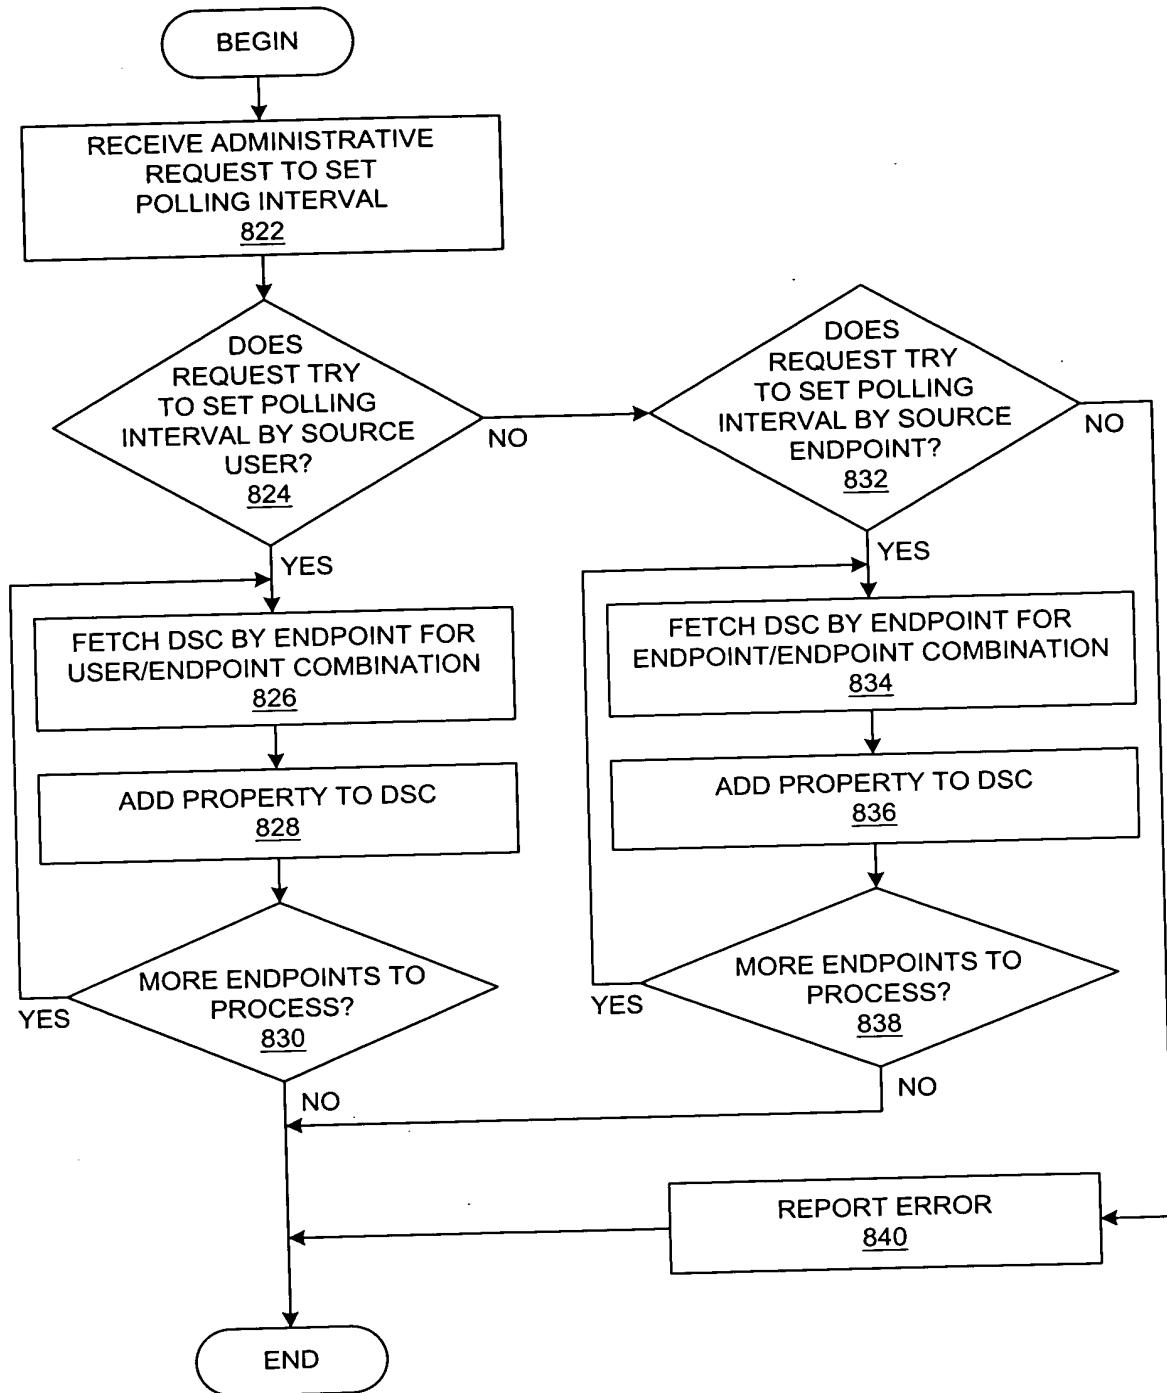 BEGIN
RECEIVE ADMINISTRATIVE
REQUEST TO SET
POLLING INTERVAL
822
DOES
REQUEST TRY
TO SET POLLING
INTERVAL BY SOURCE
USER?
824
NO
YES
DOES
REQUEST TRY
TO SET POLLING
INTERVAL BY SOURCE
ENDPOINT?
832
NO
YES
FETCH DSC BY ENDPOINT FOR
USER/ENDPOINT COMBINATION
826
FETCH DSC BY ENDPOINT FOR
ENDPOINT/ENDPOINT COMBINATION
834
ADD PROPERTY TO DSC
828
ADD PROPERTY TO DSC
836
MORE ENDPOINTS TO
PROCESS?
830
YES
NO
MORE ENDPOINTS TO
PROCESS?
838
YES
NO
REPORT ERROR
840
END